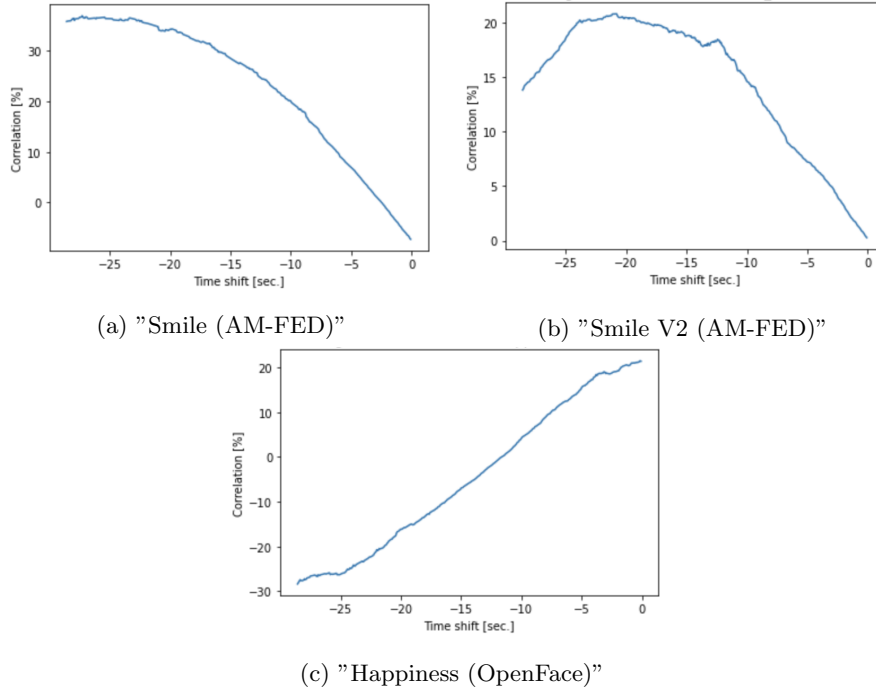 30
20
10
0
Correlation [%]
−25 −20 −15 −10 −5 0
Time shift [sec.]
(a) ”Smile (AM-FED)”
20
15
10
5
0
Correlation [%]
−25 −20 −15 −10 −5 0
Time shift [sec.]
(b) ”Smile V2 (AM-FED)”
20
10
0
−10
−20
−30
Correlation [%]
−25 −20 −15 −10 −5 0
Time shift [sec.]
(c) ”Happiness (OpenFace)”